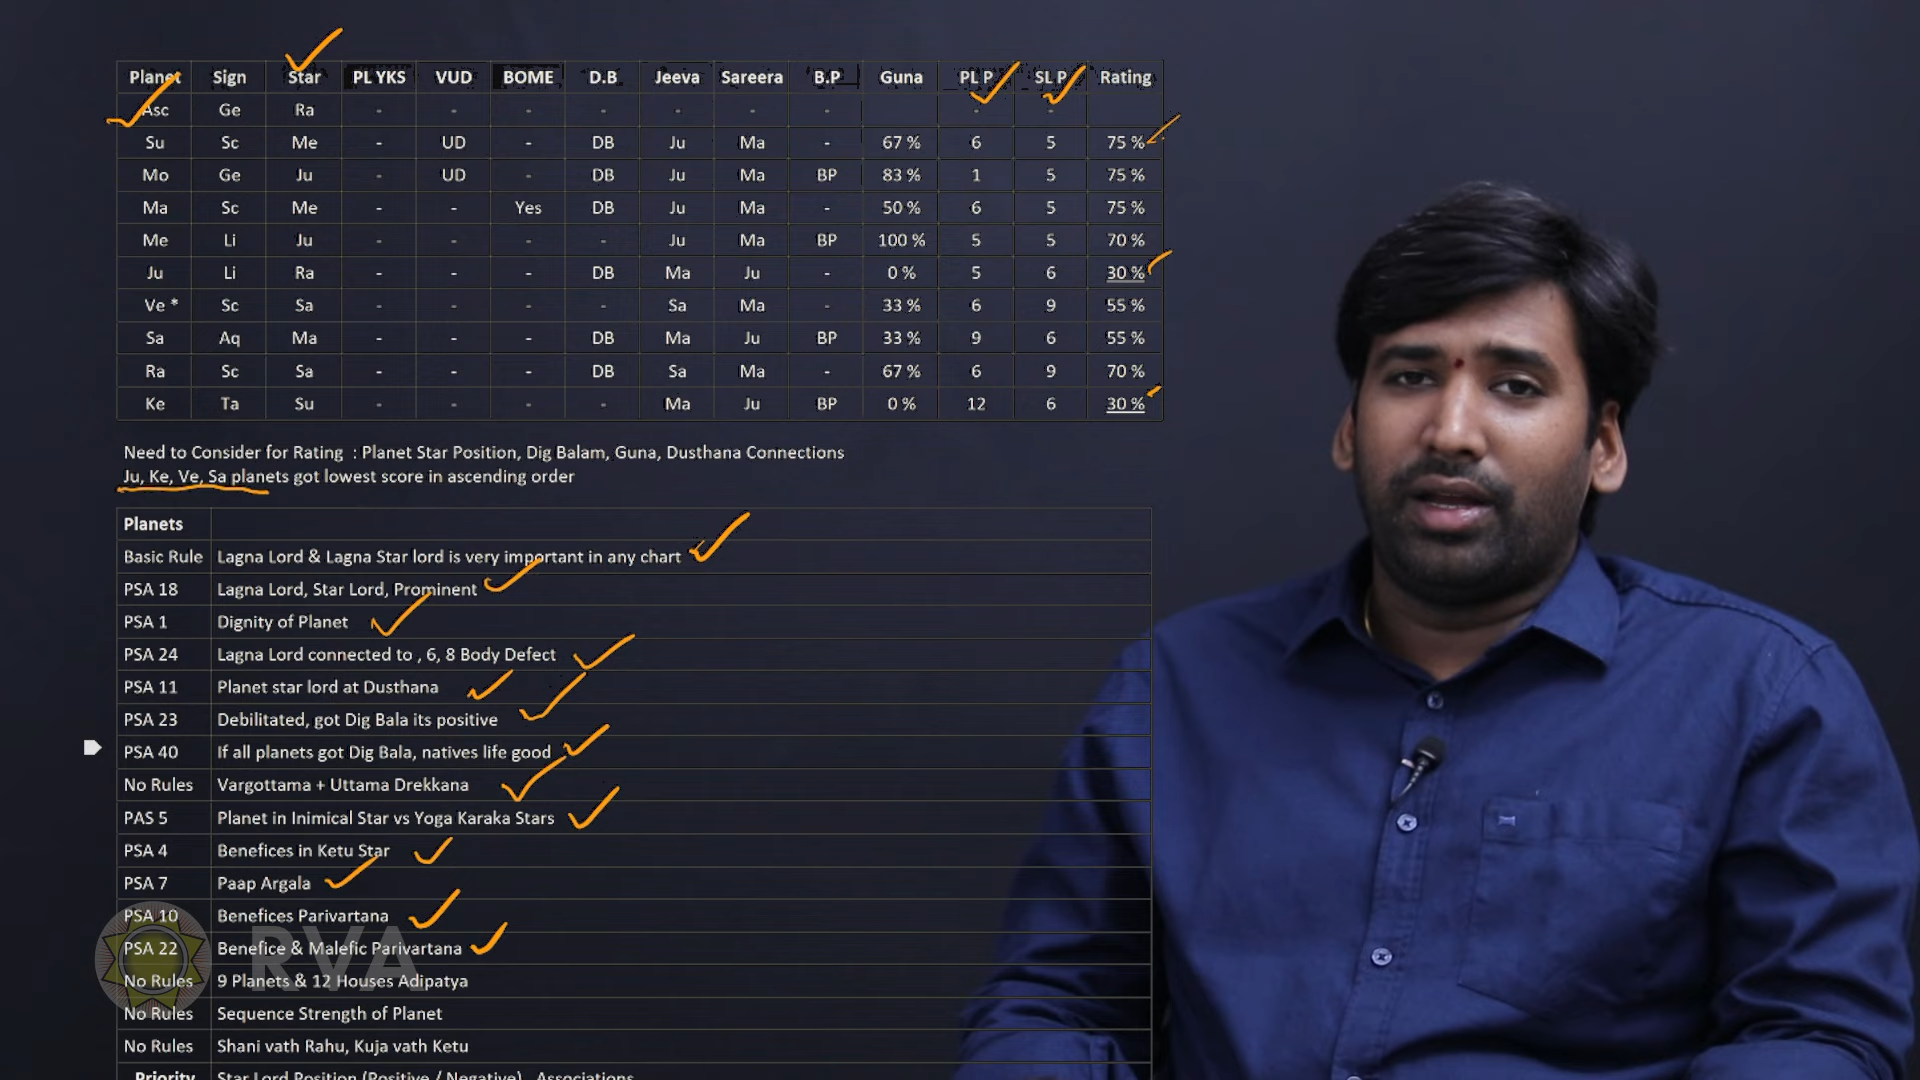 Planet Sign Star PL YKS VUD BOME D.B Jeeva Sareera B.P Guna PL P SL P Rating
Asc Ge Ra - - - - - - - - -
Su Sc Me - UD - DB Ju Ma - 67 % 6 5 75 %
Mo Ge Ju - UD - DB Ju Ma BP 83 % 1 5 75 %
Ma Sc Me - - Yes DB Ju Ma - 50 % 6 5 75 %
Me Li Ju - - - - Ju Ma BP 100 % 5 5 70 %
Ju Li Ra - - - DB Ma Ju - 0 % 5 6 30 %
Ve * Sc Sa - - - - Sa Ma - 33 % 6 9 55 %
Sa Aq Ma - - - DB Ma Ju BP 33 % 9 6 55 %
Ra Sc Sa - - - DB Sa Ma - 67 % 6 9 70 %
Ke Ta Su - - - - Ma Ju BP 0 % 12 6 30 %
Need to Consider for Rating : Planet Star Position, Dig Balam, Guna, Dusthana Connections
Ju, Ke, Ve, Sa planets got lowest score in ascending order
Planets
Basic Rule Lagna Lord & Lagna Star lord is very important in any chart
PSA 18 Lagna Lord, Star Lord, Prominent
PSA 1 Dignity of Planet
PSA 24 Lagna Lord connected to , 6, 8 Body Defect
PSA 11 Planet star lord at Dusthana
PSA 23 Debilitated, got Dig Bala its positive
PSA 40 If all planets got Dig Bala, natives life good
No Rules Vargottama + Uttama Drekkana
PAS 5 Planet in Inimical Star vs Yoga Karaka Stars
PSA 4 Benefices in Ketu Star
PSA 7 Paap Argala
PSA 10 Benefices Parivartana
PSA 22 Benefice & Malefic Parivartana
RVA
No Rules 9 Planets & 12 Houses Adipatya
No Rules Sequence Strength of Planet
No Rules Shani vath Rahu, Kuja vath Ketu
Priority Star Lord Position (Positive / Negative), Associations